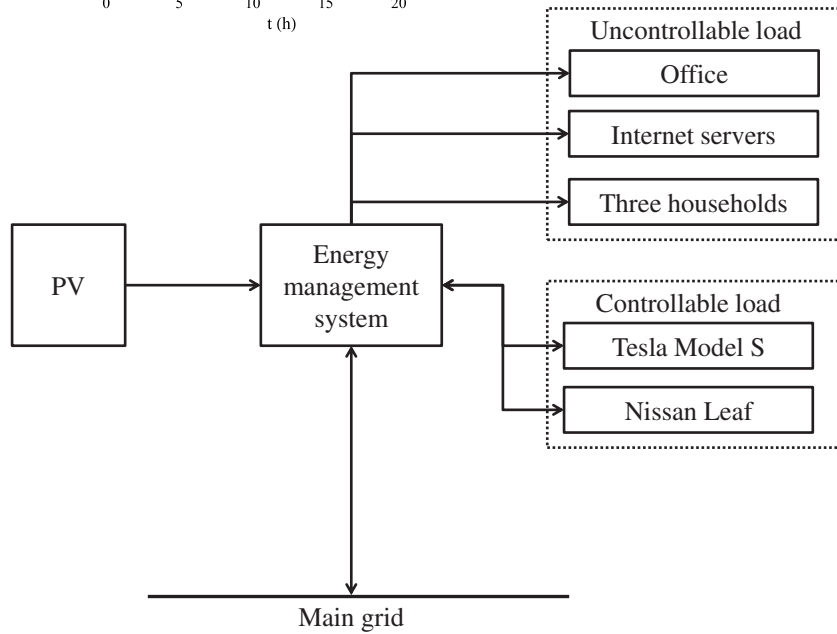 0 5 10 15 20
t (h)
Uncontrollable load
Office
Internet servers
Three households
PV
Energy
management
system
Controllable load
Tesla Model S
Nissan Leaf
Main grid